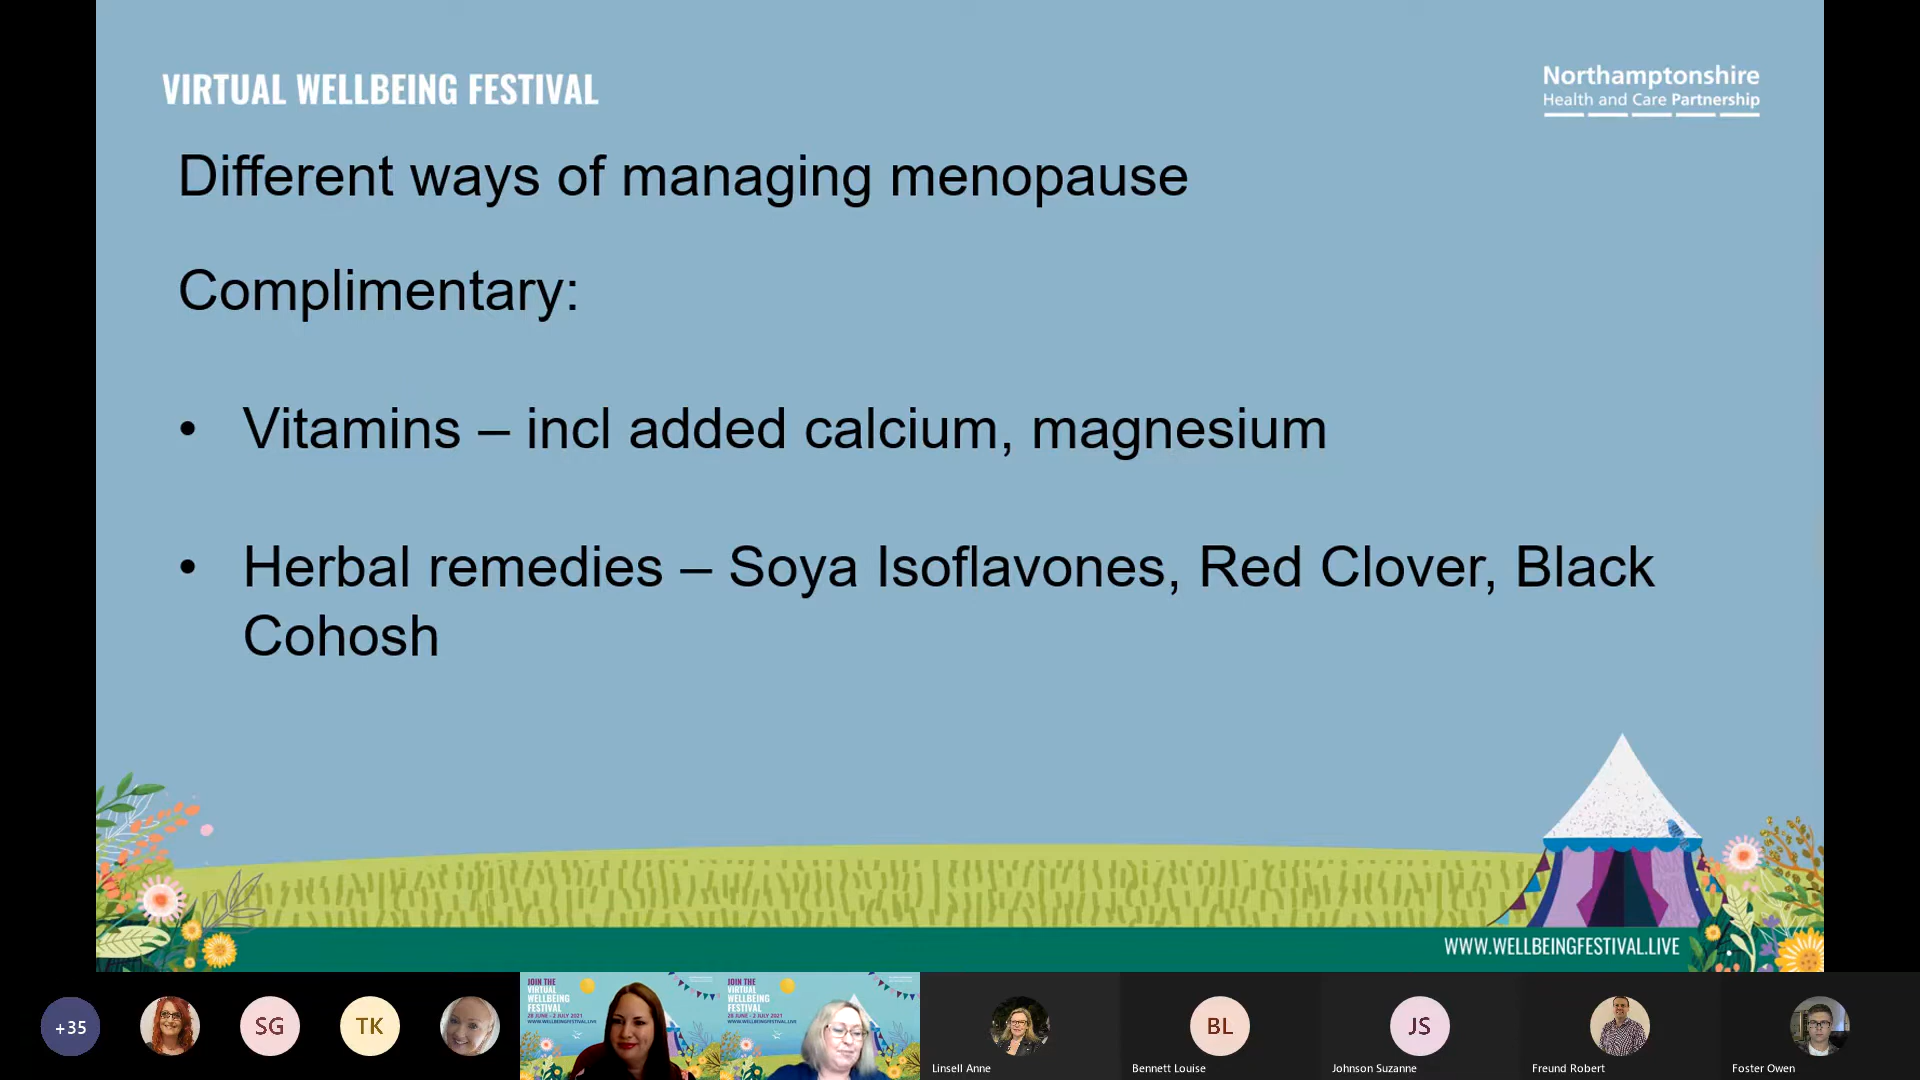 VIRTUAL WELLBEING FESTIVAL
Northamptonshire
Health and Care Partnership
Different ways of managing menopause
Complimentary:
• Vitamins – incl added calcium, magnesium
• Herbal remedies – Soya Isoflavones, Red Clover, Black
Cohosh
WWW.WELLBEINGFESTIVAL.LIVE
+35
SG
TK
JOIN THE
VIRTUAL
WELLBEING
FESTIVAL
28 JUNE - 2 JULY 2021
WWW.WELLBEINGFESTIVAL.LIVE
JOIN THE
VIRTUAL
WELLBEING
FESTIVAL
28 JUNE - 2 JULY 2021
WWW.WELLBEINGFESTIVAL.LIVE
Linsell Anne
BL
Bennett Louise
JS
Johnson Suzanne
Freund Robert
Foster Owen